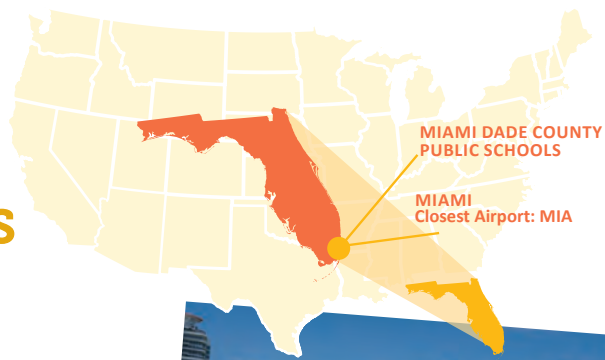 MIAMI DADE COUNTY
PUBLIC SCHOOLS
MIAMI
Closest Airport: MIA
S